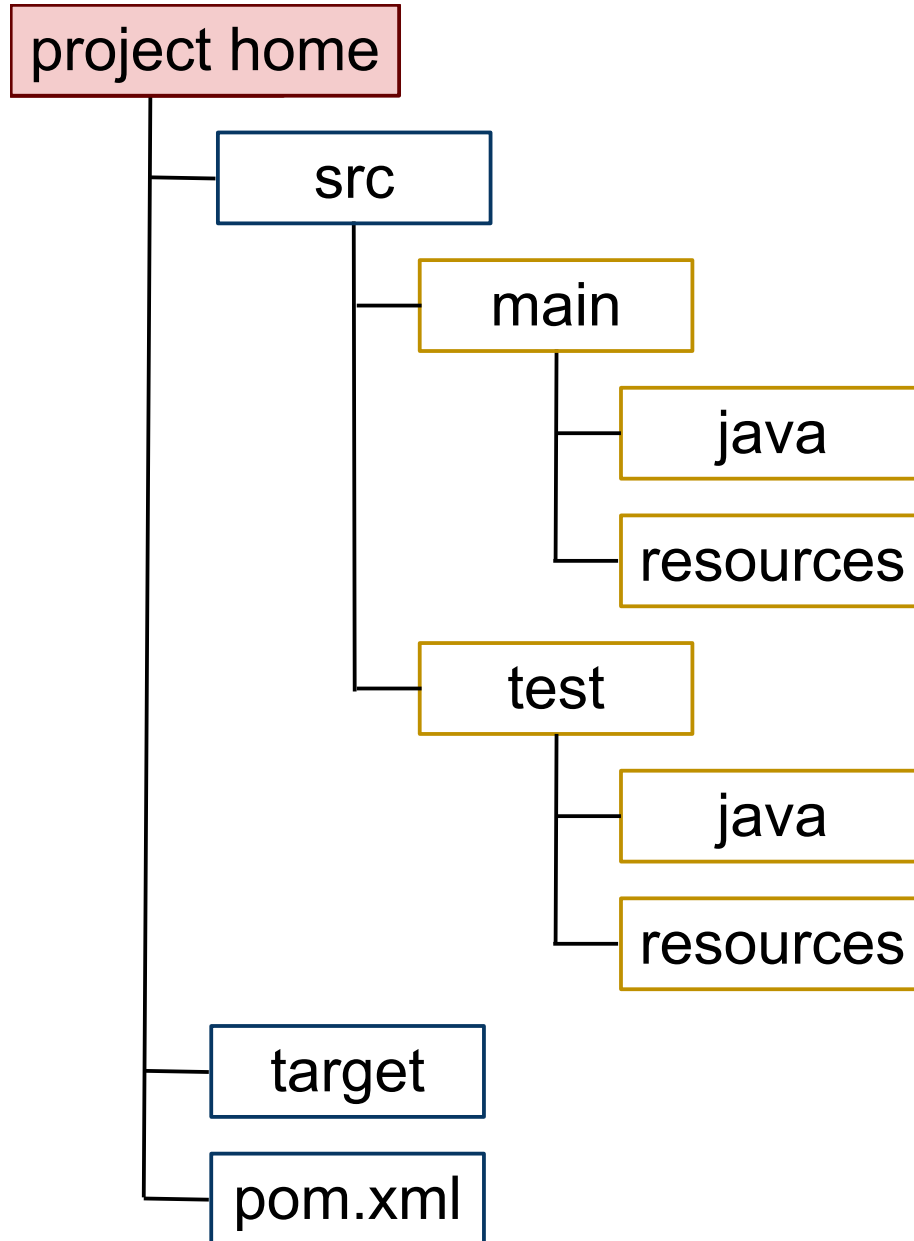 project home
src
main
java
resources
test
java
resources
target
pom.xml